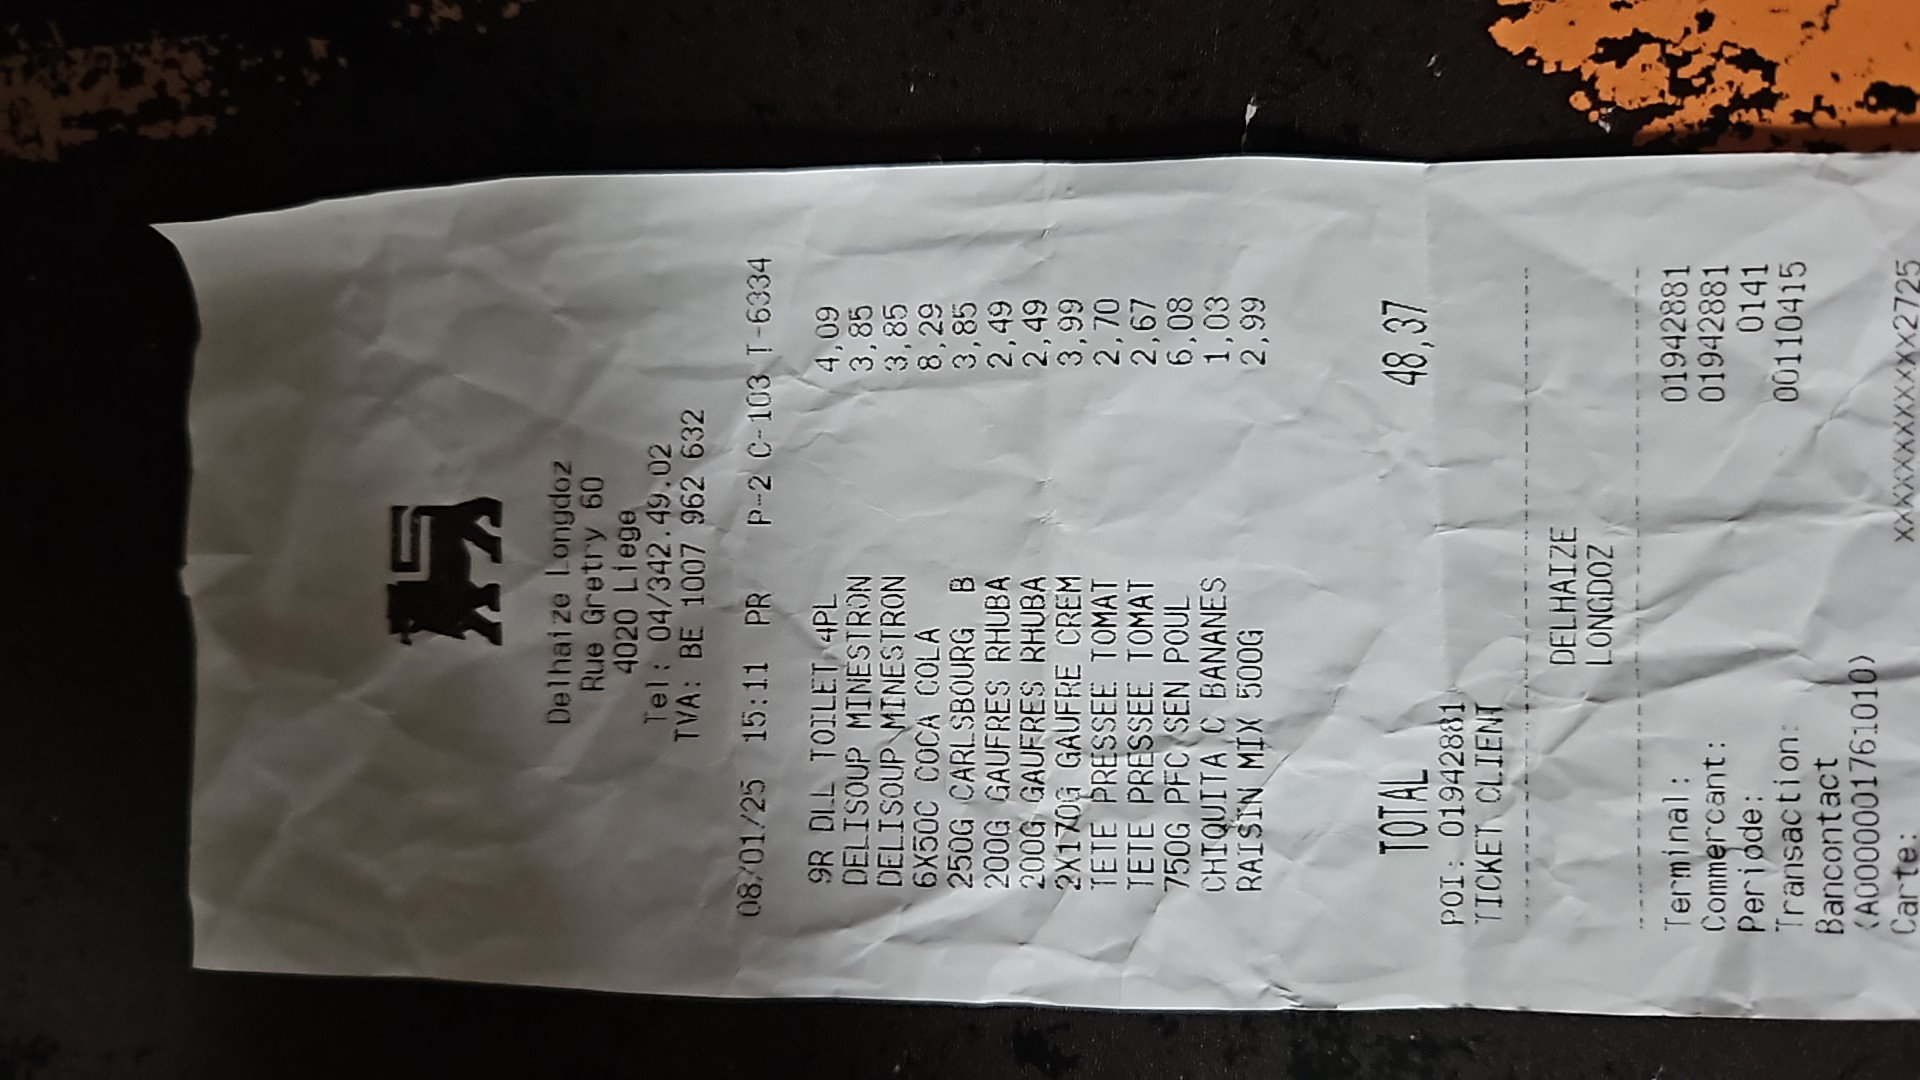 Delhaize Longdoz
Rue Gretry 60
4020 Liege
Tel : 04/342.49.02
TVA: BE 1007 962 632
08/01/25 15:11 PR P-2 C-103 T-6334
9R DLL TOILET 4PL 4,09
DELISOUP MINESTRON 3,85
DELISOUP MINESTRON 3,85
6X50C COCA COLA 8,29
250G CARLSBOURG B 3,85
200G GAUFRES RHUBA 2,49
200G GAUFRES RHUBA 2,49
2X170G GAUFRE CREM 3,99
TETE PRESSEE TOMAT 2,70
TETE PRESSEE TOMAT 2,67
750G PFC SEN POUL 6,08
CHIQUITA C BANANES 1,03
RAISIN MIX 500G 2,99
TOTAL 48,37
POI: 01942881
TICKET CLIENT
DELHAIZE
LONGDOZ
Terminal: 01942881
Commercant: 01942881
Periode: 0141
Transaction: 00110415
Bancontact
(A0000001761010)
Carte: xxxxxxxxxxxxx2725